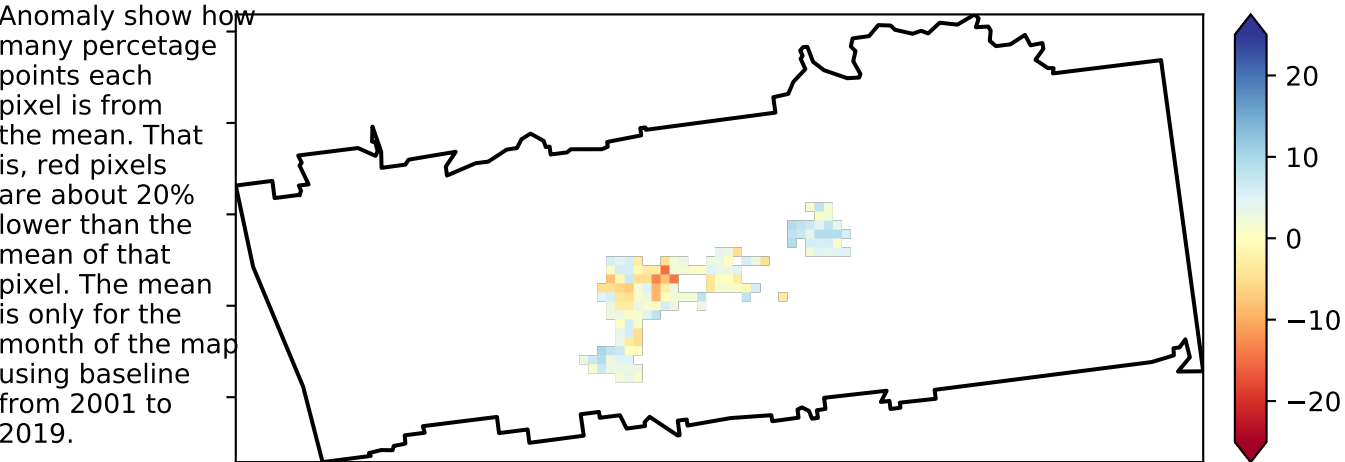 Anomaly show how
many percetage
points each
pixel is from
the mean. That
is, red pixels
are about 20%
lower than the
mean of that
pixel. The mean
is only for the
month of the map
using baseline
from 2001 to
2019.
20
10
0
−10
−20